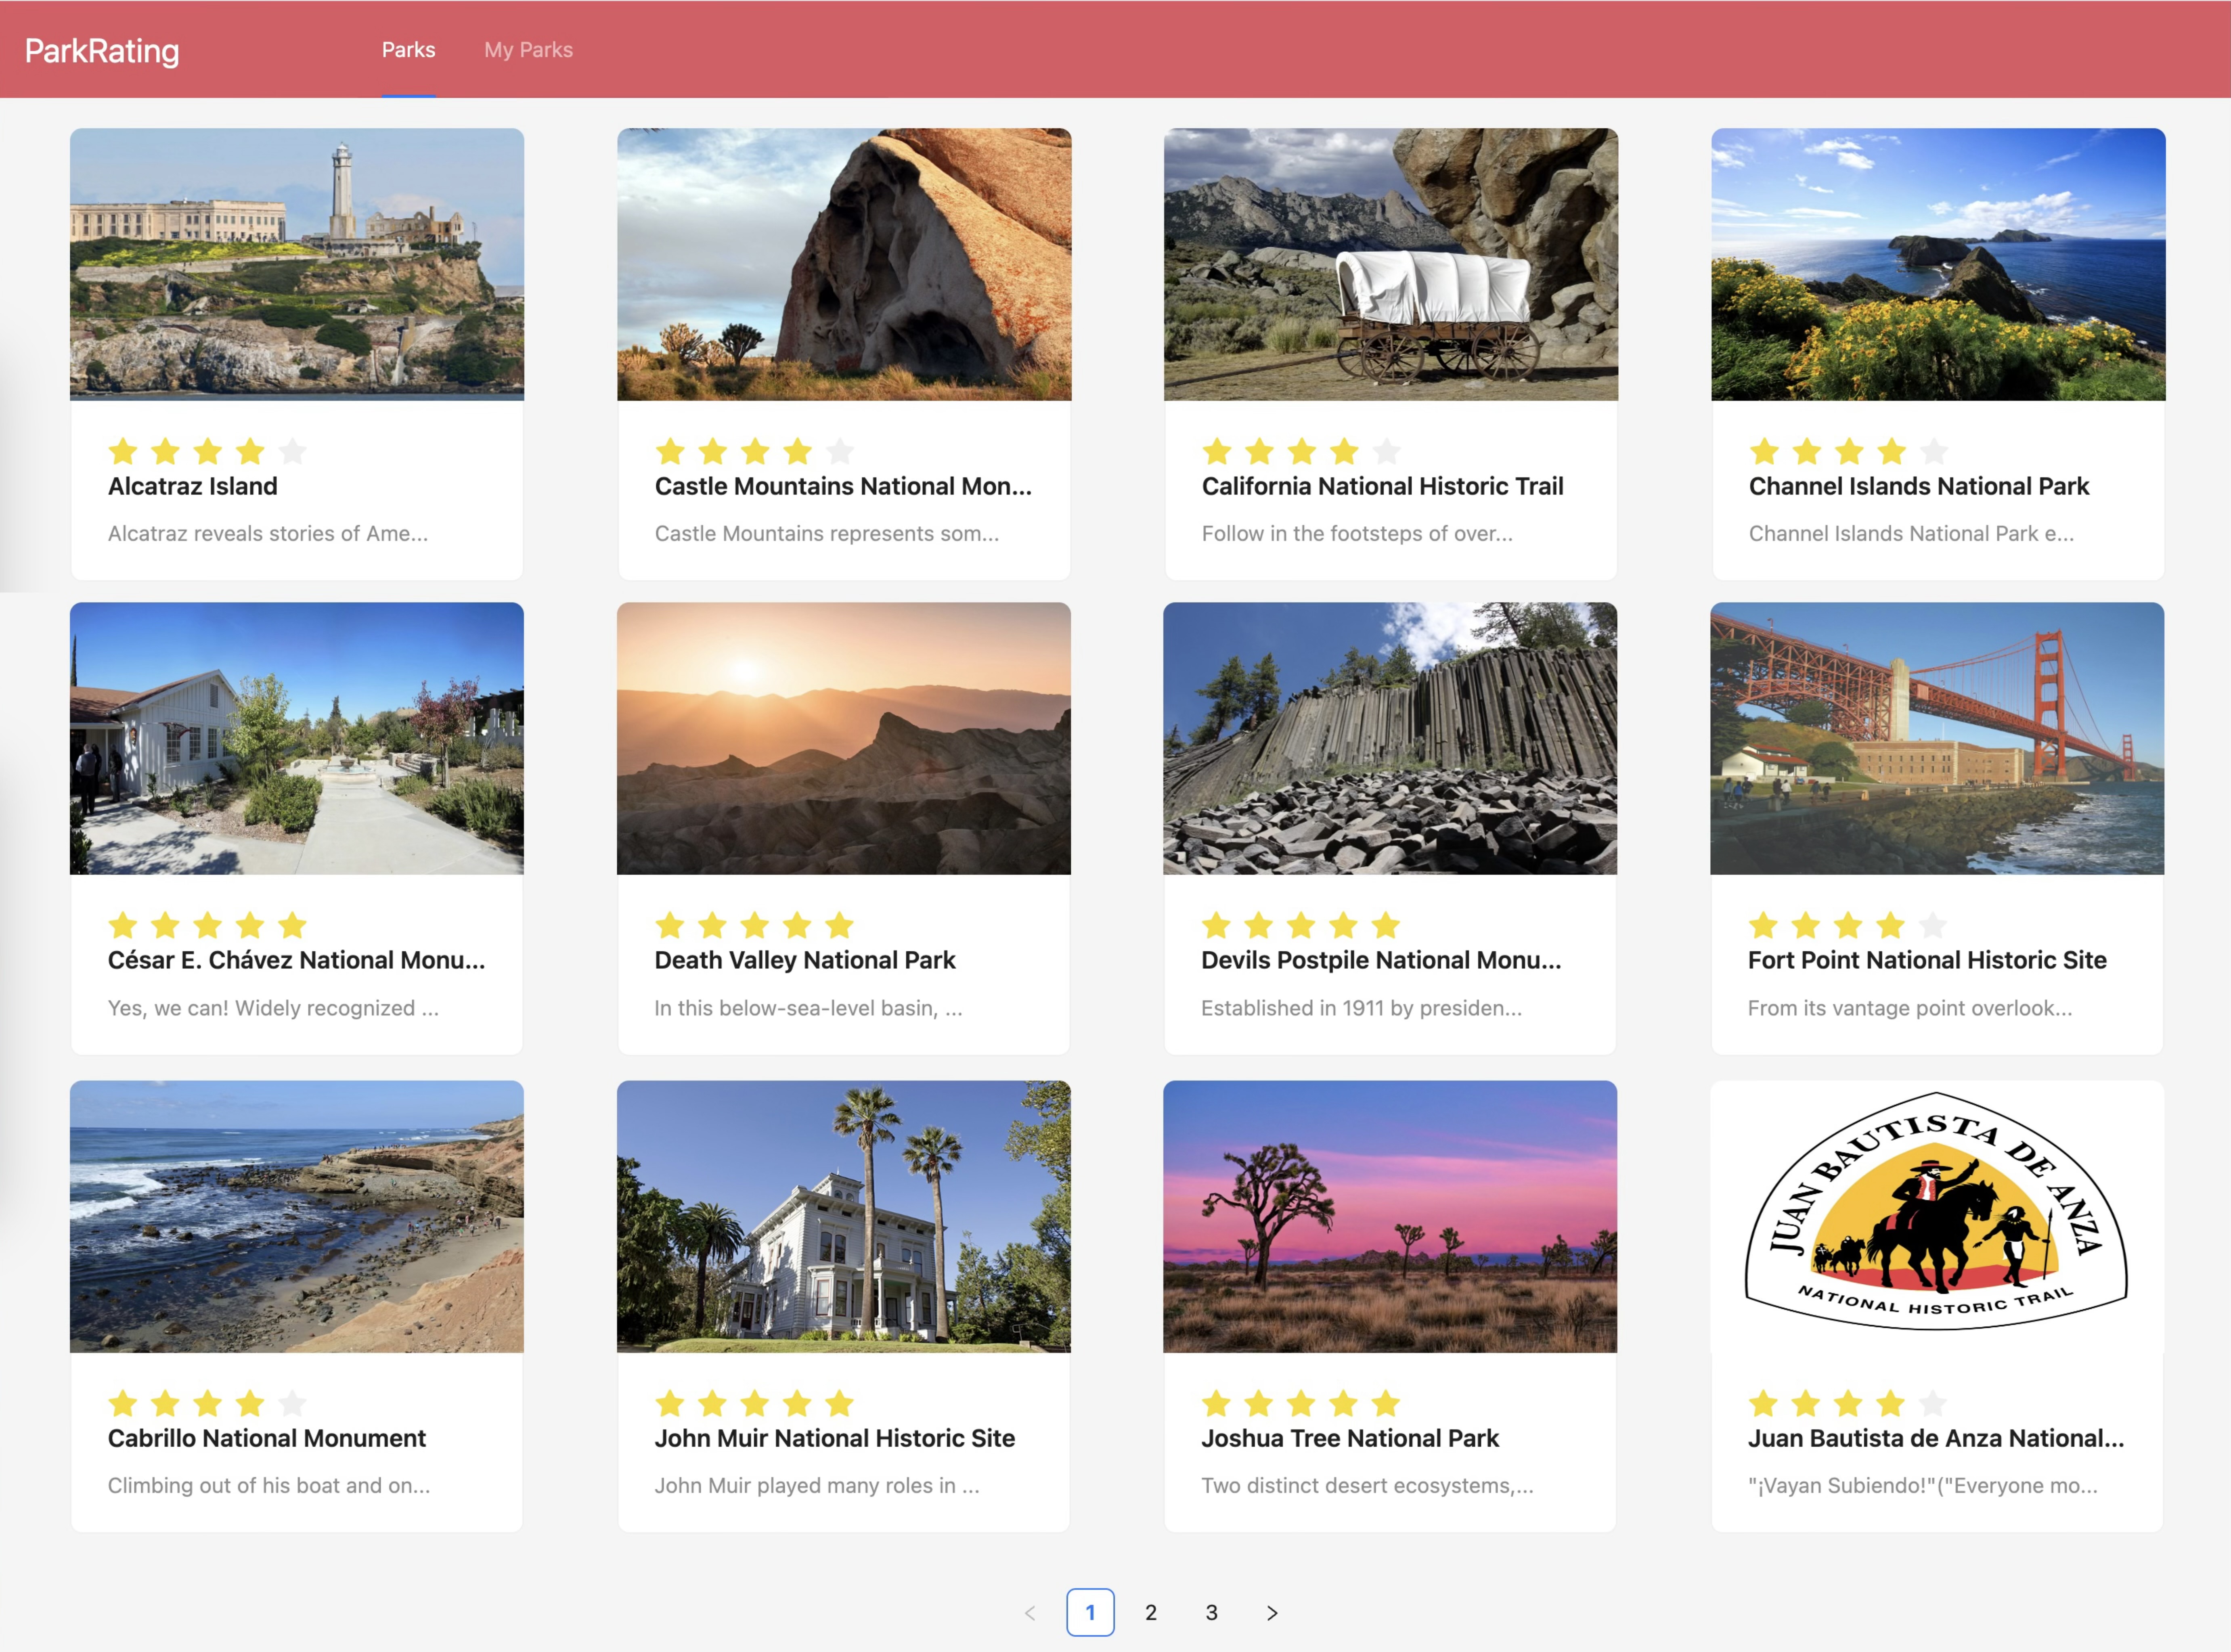 ParkRating
Parks
My Parks
Alcatraz Island
Alcatraz reveals stories of Ame...
Castle Mountains National Mon...
Castle Mountains represents som...
California National Historic Trail
Follow in the footsteps of over...
Channel Islands National Park
Channel Islands National Park e...
César E. Chávez National Monu...
Yes, we can! Widely recognized ...
Death Valley National Park
In this below-sea-level basin, ...
Devils Postpile National Monu...
Established in 1911 by presiden...
Fort Point National Historic Site
From its vantage point overlook...
Cabrillo National Monument
Climbing out of his boat and on...
John Muir National Historic Site
John Muir played many roles in ...
Joshua Tree National Park
Two distinct desert ecosystems,...
JUAN BAUTISTA DE ANZA
NATIONAL HISTORIC TRAIL
Juan Bautista de Anza National...
"¡Vayan Subiendo!"("Everyone mo...
< 1 2 3 >